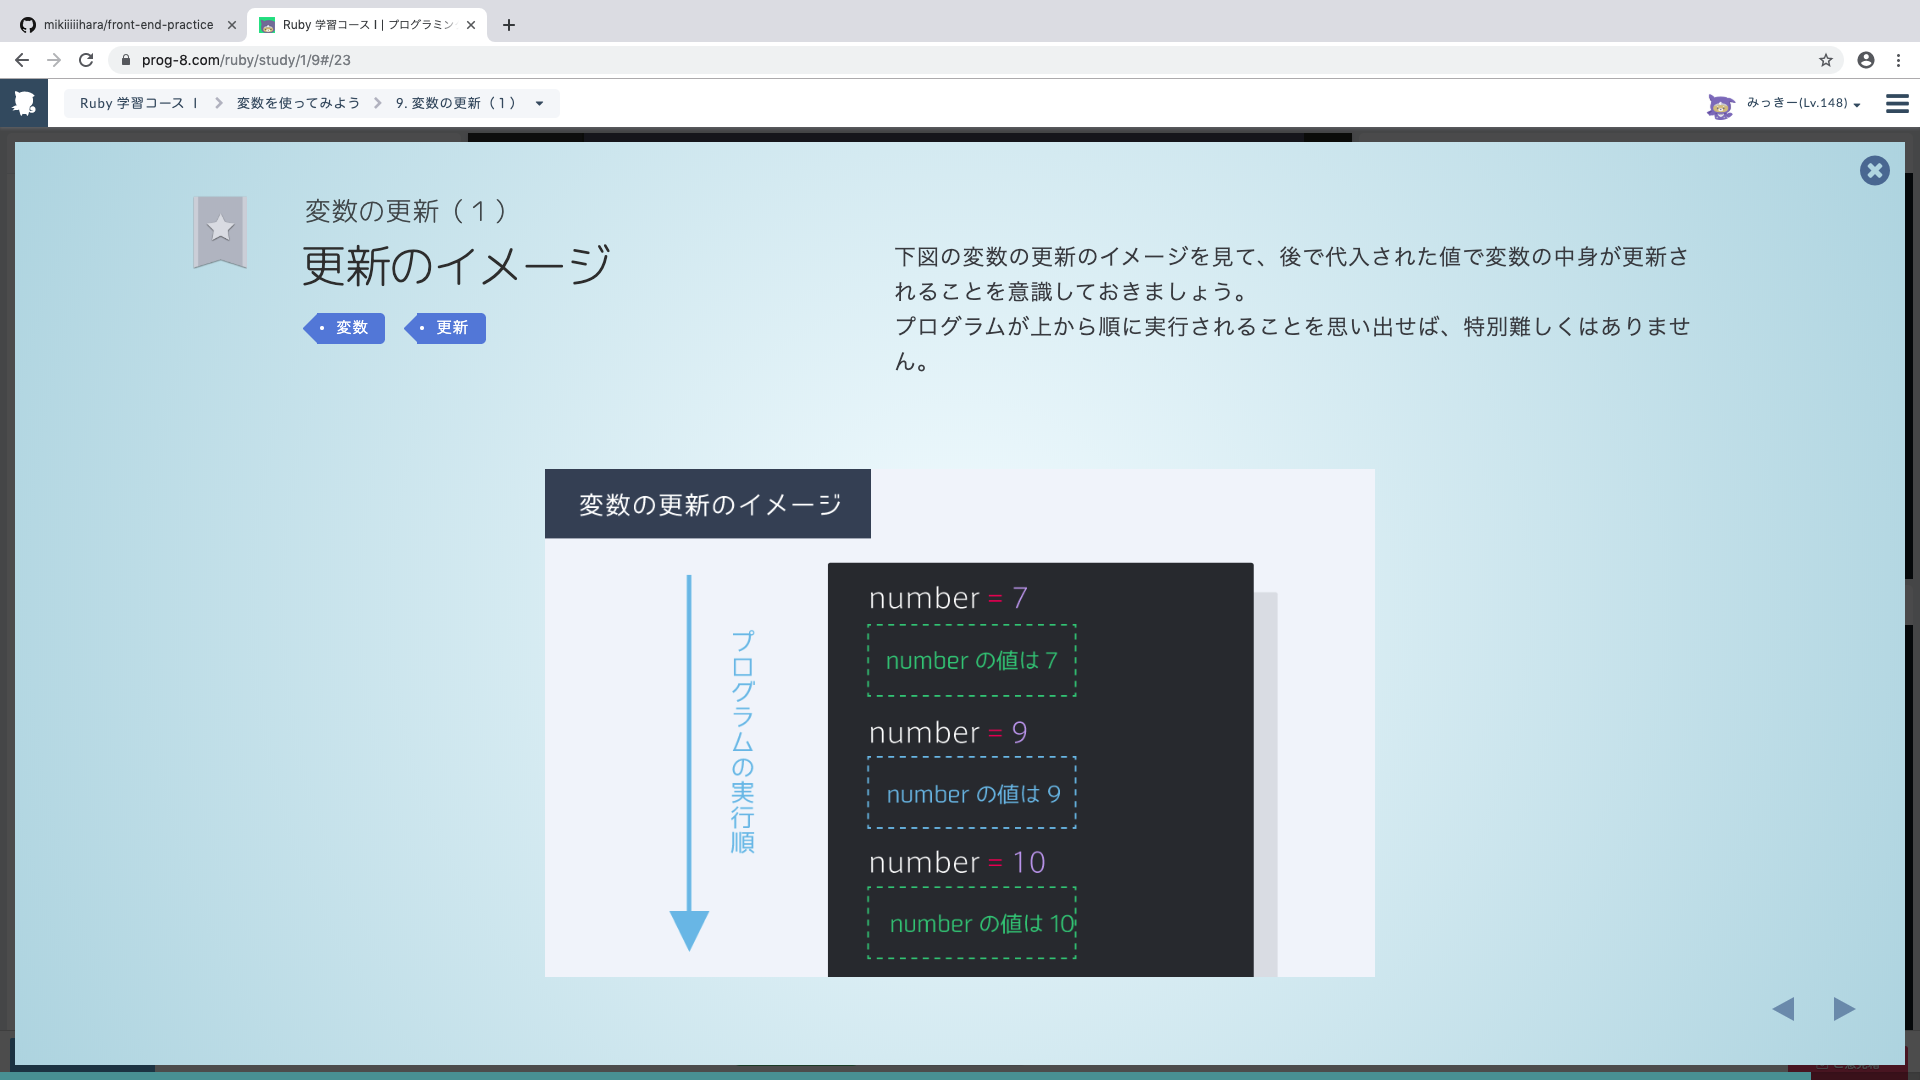 mikiiiiihara/front-end-practice
Ruby 学習コース I | プログラミン
prog-8.com/ruby/study/1/9#/23
Ruby 学習コース I
変数を使ってみよう
9. 変数の更新（１）
みっきー(Lv.148)
変数の更新（１）
更新のイメージ
変数
更新
下図の変数の更新のイメージを見て、後で代入された値で変数の中身が更新さ
れることを意識しておきましょう。
プログラムが上から順に実行されることを思い出せば、特別難しくはありませ
ん。
変数の更新のイメージ
プログラムの実行順
number = 7
number の値は 7
number = 9
number の値は 9
number = 10
number の値は 10